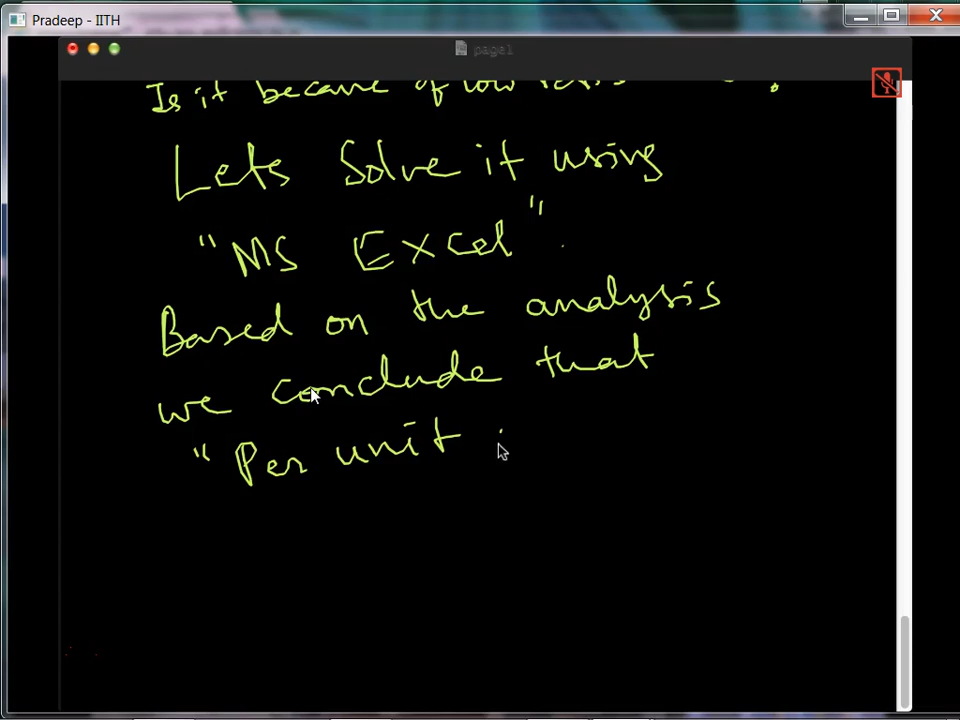 Pradeep - IITH
page1
Is it because of low
Lets Solve it using
"MS EXCel".
Based on the analysis
we conclude that
"Per unit